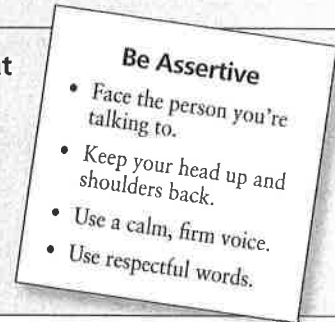 Be Assertive
• Face the person you're
talking to.
• Keep your head up and
shoulders back.
• Use a calm, firm voice.
• Use respectful words.